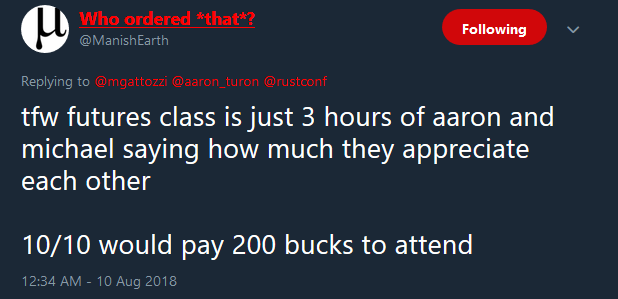 μ
Who ordered *that*?
@ManishEarth
Following
Replying to @mgattozzi @aaron_turon @rustconf
tfw futures class is just 3 hours of aaron and
michael saying how much they appreciate
each other
10/10 would pay 200 bucks to attend
12:34 AM - 10 Aug 2018